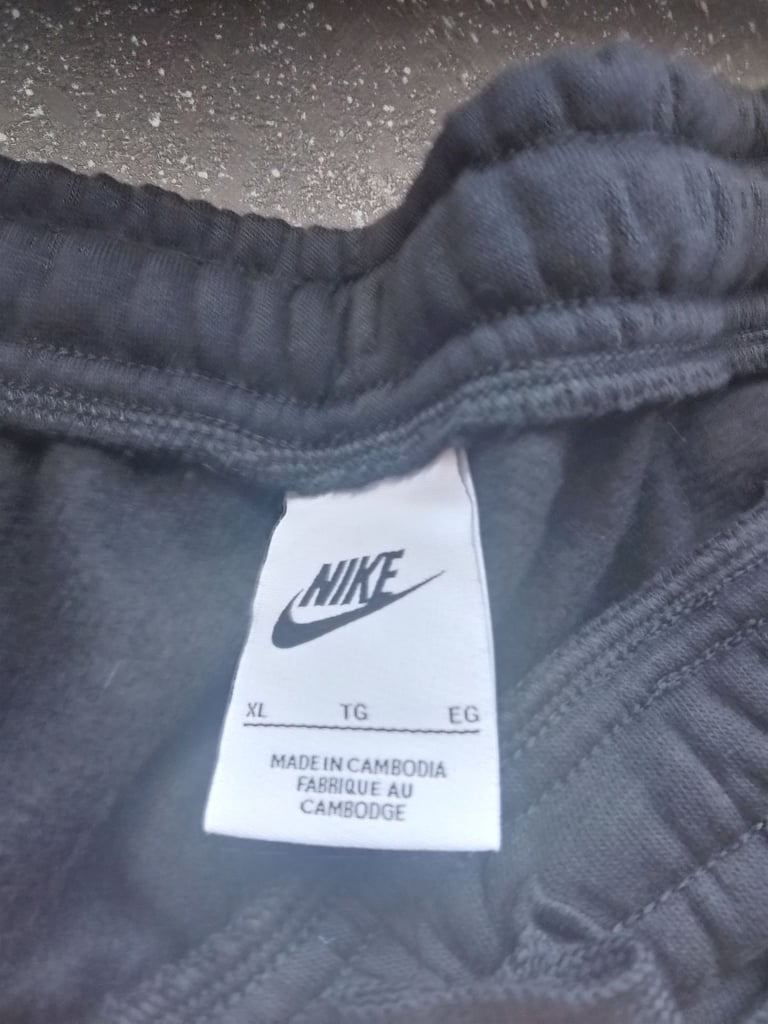 NIKE
XL TG EG
MADE IN CAMBODIA
FABRIQUE AU
CAMBODGE